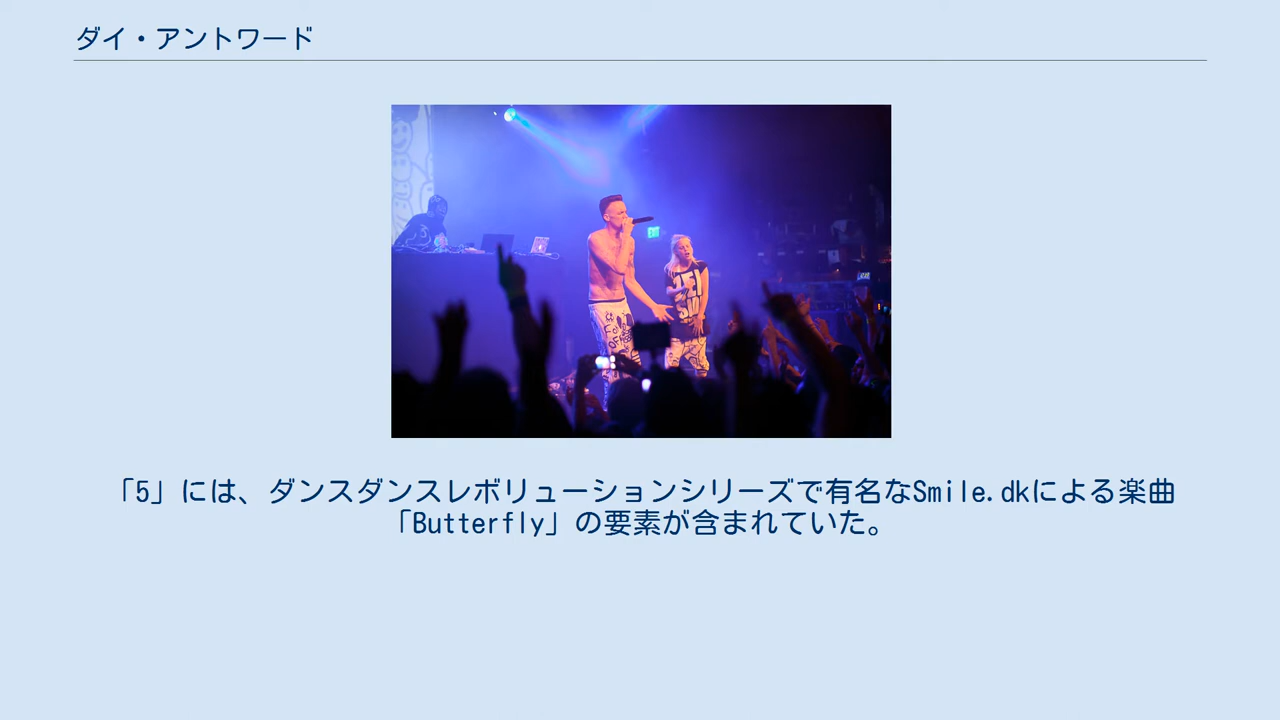 ダイ・アントワード
「5」には、ダンスダンスレボリューションシリーズで有名なSmile.dkによる楽曲
「Butterfly」の要素が含まれていた。